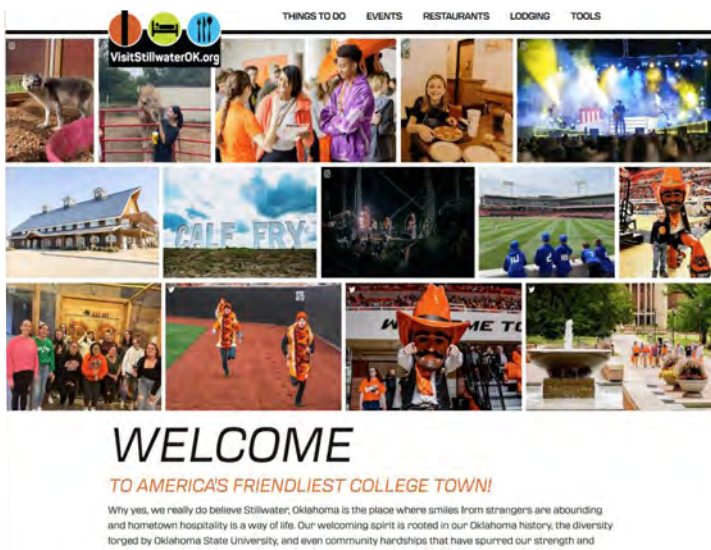 THINGS TO DO EVENTS RESTAURANTS LODGING TOOLS
VisitStillwaterOK.org
CALF FRY
375
WELCOME TO
WELCOME
TO AMERICA'S FRIENDLIEST COLLEGE TOWN!
Why yes, we really do believe Stillwater, Oklahoma is the place where smiles from strangers are abounding
and hometown hospitality is a way of life. Our welcoming spirit is rooted in our Oklahoma history, the diversity
forged by Oklahoma State University, and even community hardships that have spurred our strength and